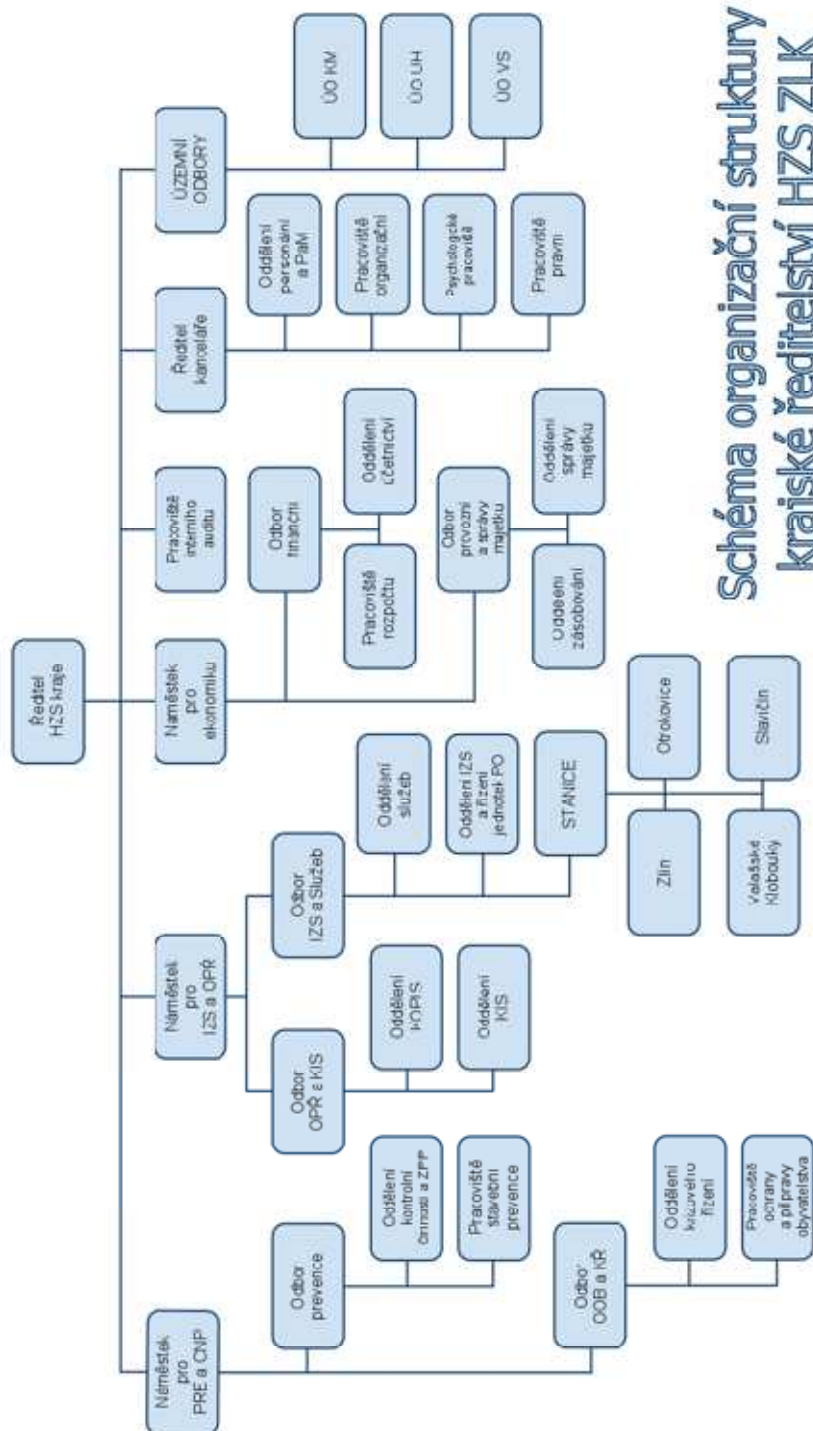 Ředitel
HZS kraje
Náměstek
pro
PRE a CNP
Náměstek
pro
IZS a OPŘ
Náměstek
pro
ekonomiku
Pracoviště
interního
auditu
Ředitel
kanceláře
ÚZEMNÍ
ODBORY
Odbor
prevence
Oddělení
kontrolní
činnosti a ZPP
Pracoviště
stavební
prevence
Odbor
OOB a KŘ
Oddělení
krizového
řízení
Pracoviště
ochrany
a přípravy
obyvatelstva
Odbor
OPŘ a KIS
Oddělení
KOPIS
Oddělení
KIS
Odbor
IZS a Služeb
Oddělení
služeb
Oddělení IZS
a řízení
jednotek PO
STANICE
Zlín
Otrokovice
Valašské
Klobouky
Slavičín
Odbor
finanční
Pracoviště
rozpočtu
Oddělení
účetnictví
Odbor
provozní
a správy
majetku
Oddělení
zásobování
Oddělení
správy
majetku
Oddělení
personální
a PaM
Pracoviště
organizační
Psychologické
pracoviště
Pracoviště
právní
ÚO KM
ÚO UH
ÚO VS
Schéma organizační struktury
krajské ředitelství HZS ZLK